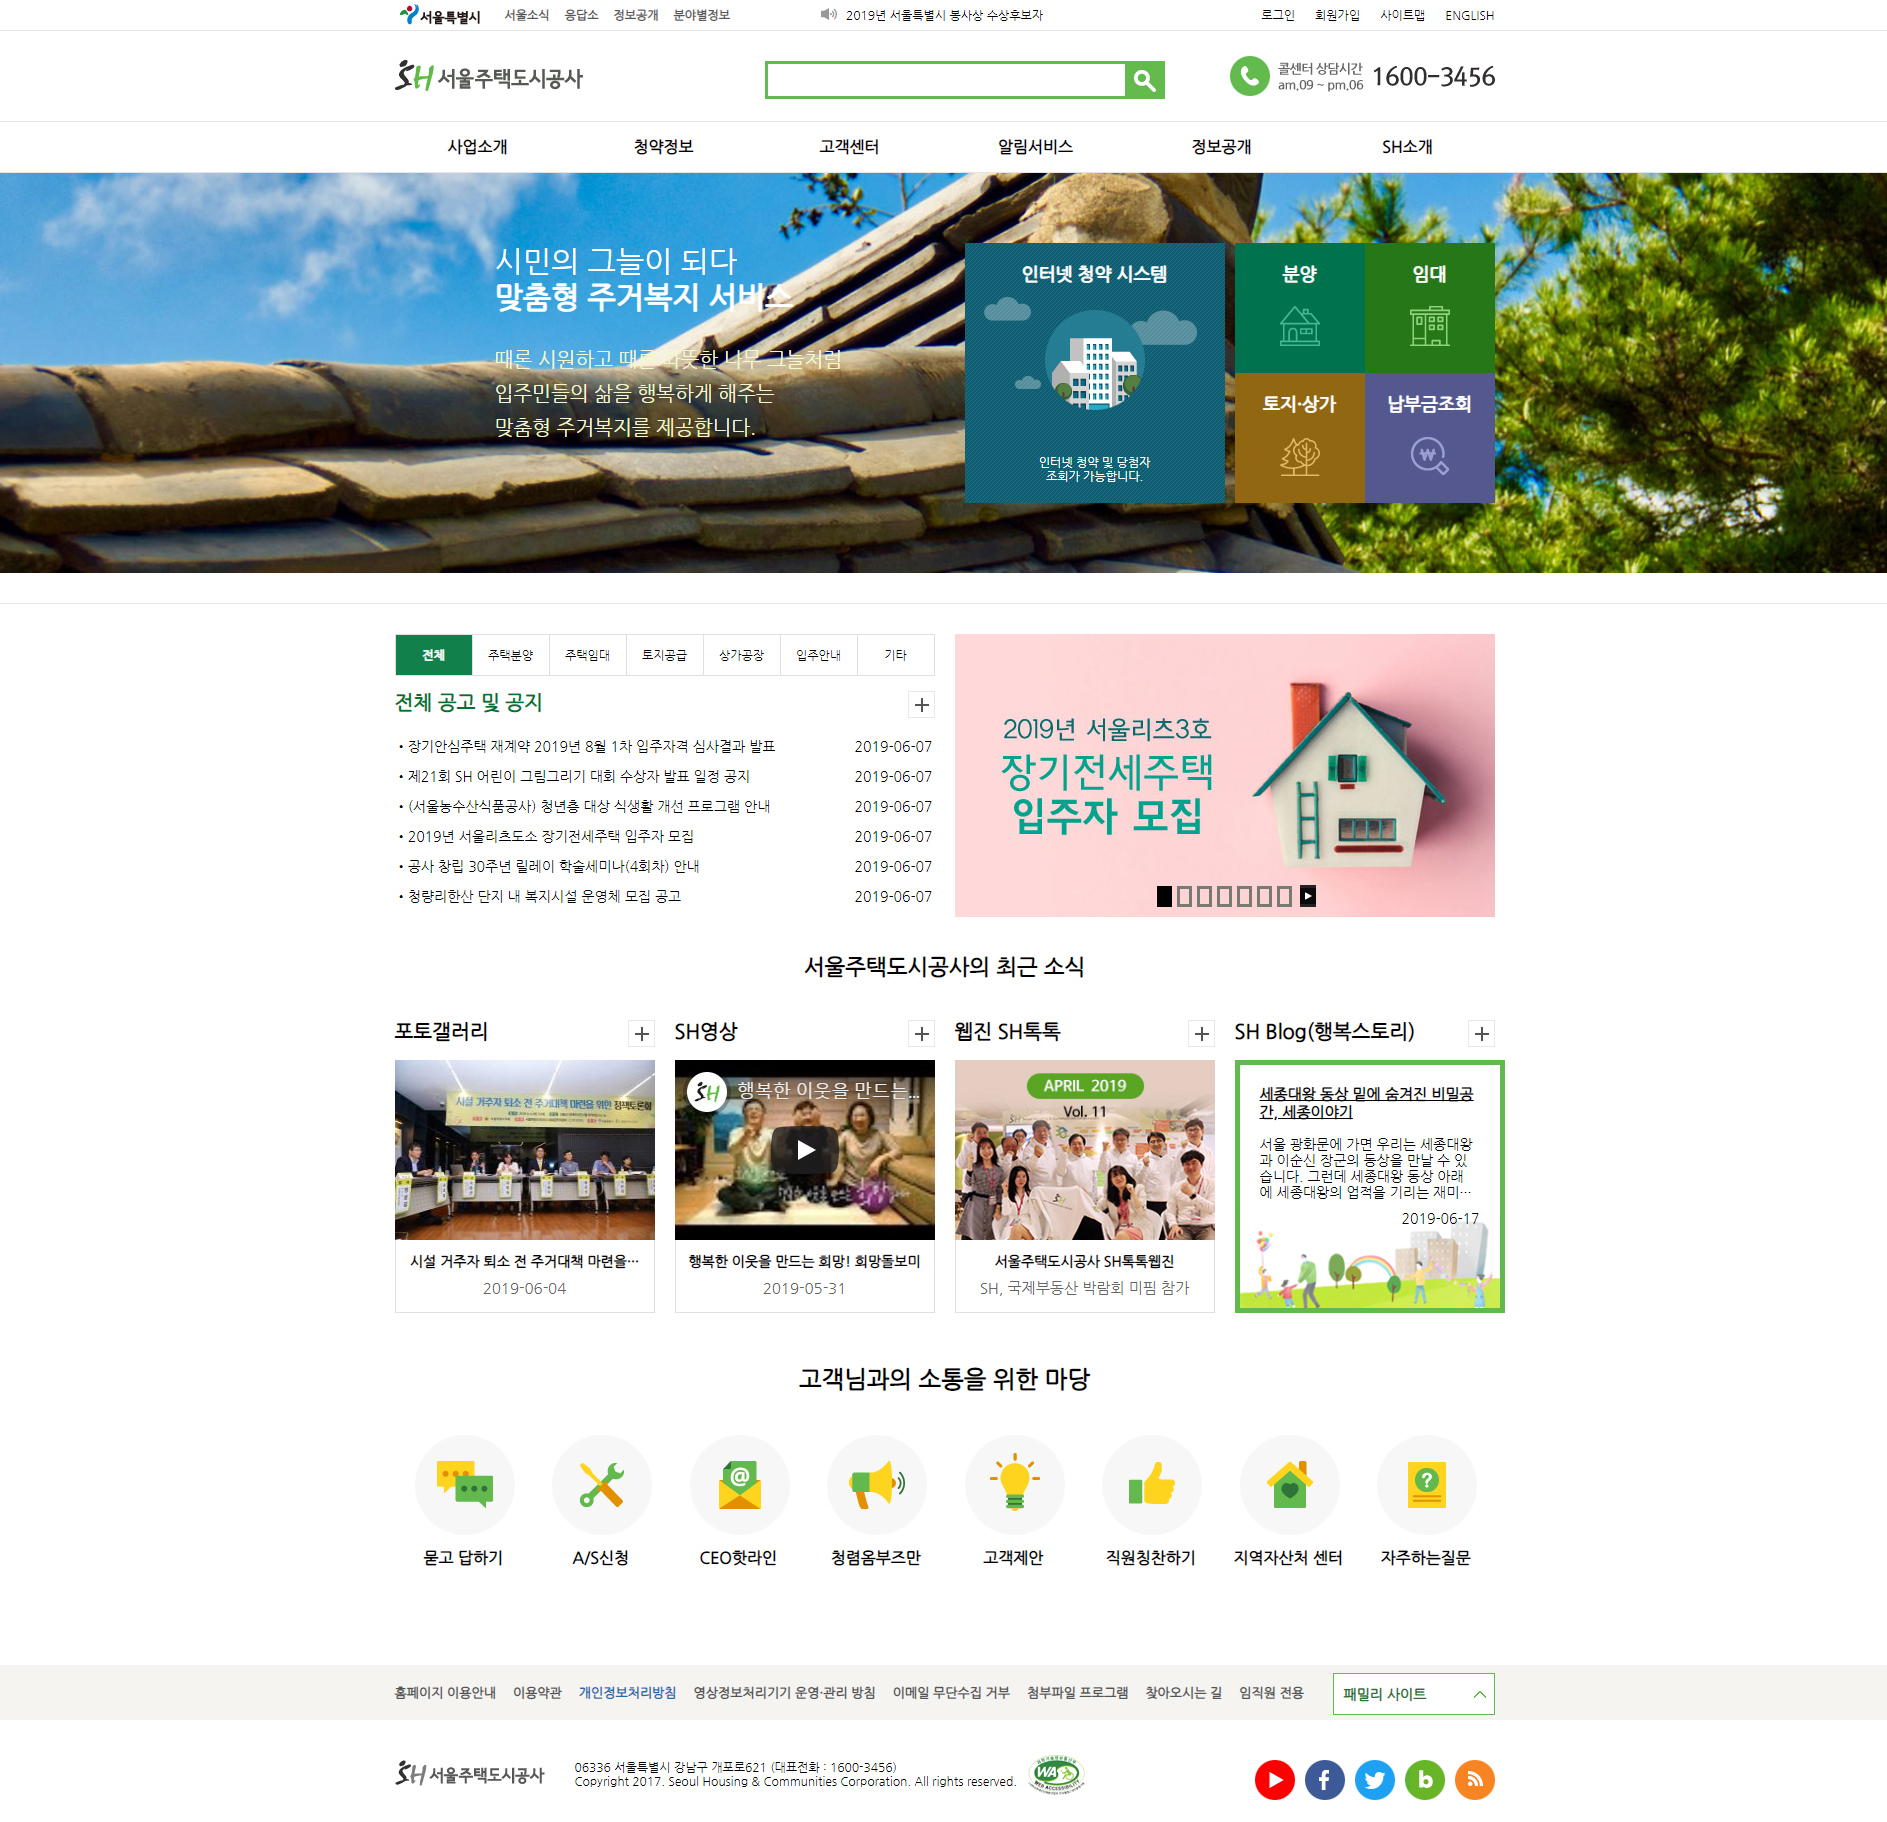 서울특별시 서울소식 응답소 정보공개 분야별정보 2019년 서울특별시 봉사상 수상후보자 로그인 회원가입 사이트맵 ENGLISH
SH 서울주택도시공사 콜센터 상담시간 am.09 ~ pm.06 1600-3456
사업소개 청약정보 고객센터 알림서비스 정보공개 SH소개
시민의 그늘이 되다
맞춤형 주거복지 서비스
때론 시원하고 때론 따뜻한 나무 그늘처럼
입주민들의 삶을 행복하게 해주는
맞춤형 주거복지를 제공합니다.
인터넷 청약 시스템
인터넷 청약 및 당첨자
조회가 가능합니다.
분양 임대
토지·상가 납부금조회
전체 주택분양 주택임대 토지공급 상가공장 입주안내 기타
전체 공고 및 공지
• 장기안심주택 재계약 2019년 8월 1차 입주자격 심사결과 발표 2019-06-07
• 제21회 SH 어린이 그림그리기 대회 수상자 발표 일정 공지 2019-06-07
• (서울농수산식품공사) 청년층 대상 식생활 개선 프로그램 안내 2019-06-07
• 2019년 서울리츠도소 장기전세주택 입주자 모집 2019-06-07
• 공사 창립 30주년 릴레이 학술세미나(4회차) 안내 2019-06-07
• 청량리한산 단지 내 복지시설 운영체 모집 공고 2019-06-07
2019년 서울리츠3호
장기전세주택
입주자 모집
서울주택도시공사의 최근 소식
포토갤러리
시설 거주자 퇴소 전 주거대책 마련을 위한 정책토론회
시설 거주자 퇴소 전 주거대책 마련을…
2019-06-04
SH영상
SH 행복한 이웃을 만드는...
행복한 이웃을 만드는 희망! 희망돌보미
2019-05-31
웹진 SH톡톡
APRIL 2019
Vol. 11
서울주택도시공사 SH톡톡웹진
SH, 국제부동산 박람회 미핌 참가
SH Blog(행복스토리)
세종대왕 동상 밑에 숨겨진 비밀공
간, 세종이야기
서울 광화문에 가면 우리는 세종대왕
과 이순신 장군의 동상을 만날 수 있
습니다. 그런데 세종대왕 동상 아래
에 세종대왕의 업적을 기리는 재미…
2019-06-17
고객님과의 소통을 위한 마당
묻고 답하기 A/S신청 CEO핫라인 청렴옴부즈만 고객제안 직원칭찬하기 지역자산처 센터 자주하는질문
홈페이지 이용안내 이용약관 개인정보처리방침 영상정보처리기기 운영·관리 방침 이메일 무단수집 거부 첨부파일 프로그램 찾아오시는 길 임직원 전용 패밀리 사이트
SH 서울주택도시공사
06336 서울특별시 강남구 개포로621 (대표전화 : 1600-3456)
Copyright 2017. Seoul Housing & Communities Corporation. All rights reserved.
WA
WEB ACCESSIBILITY